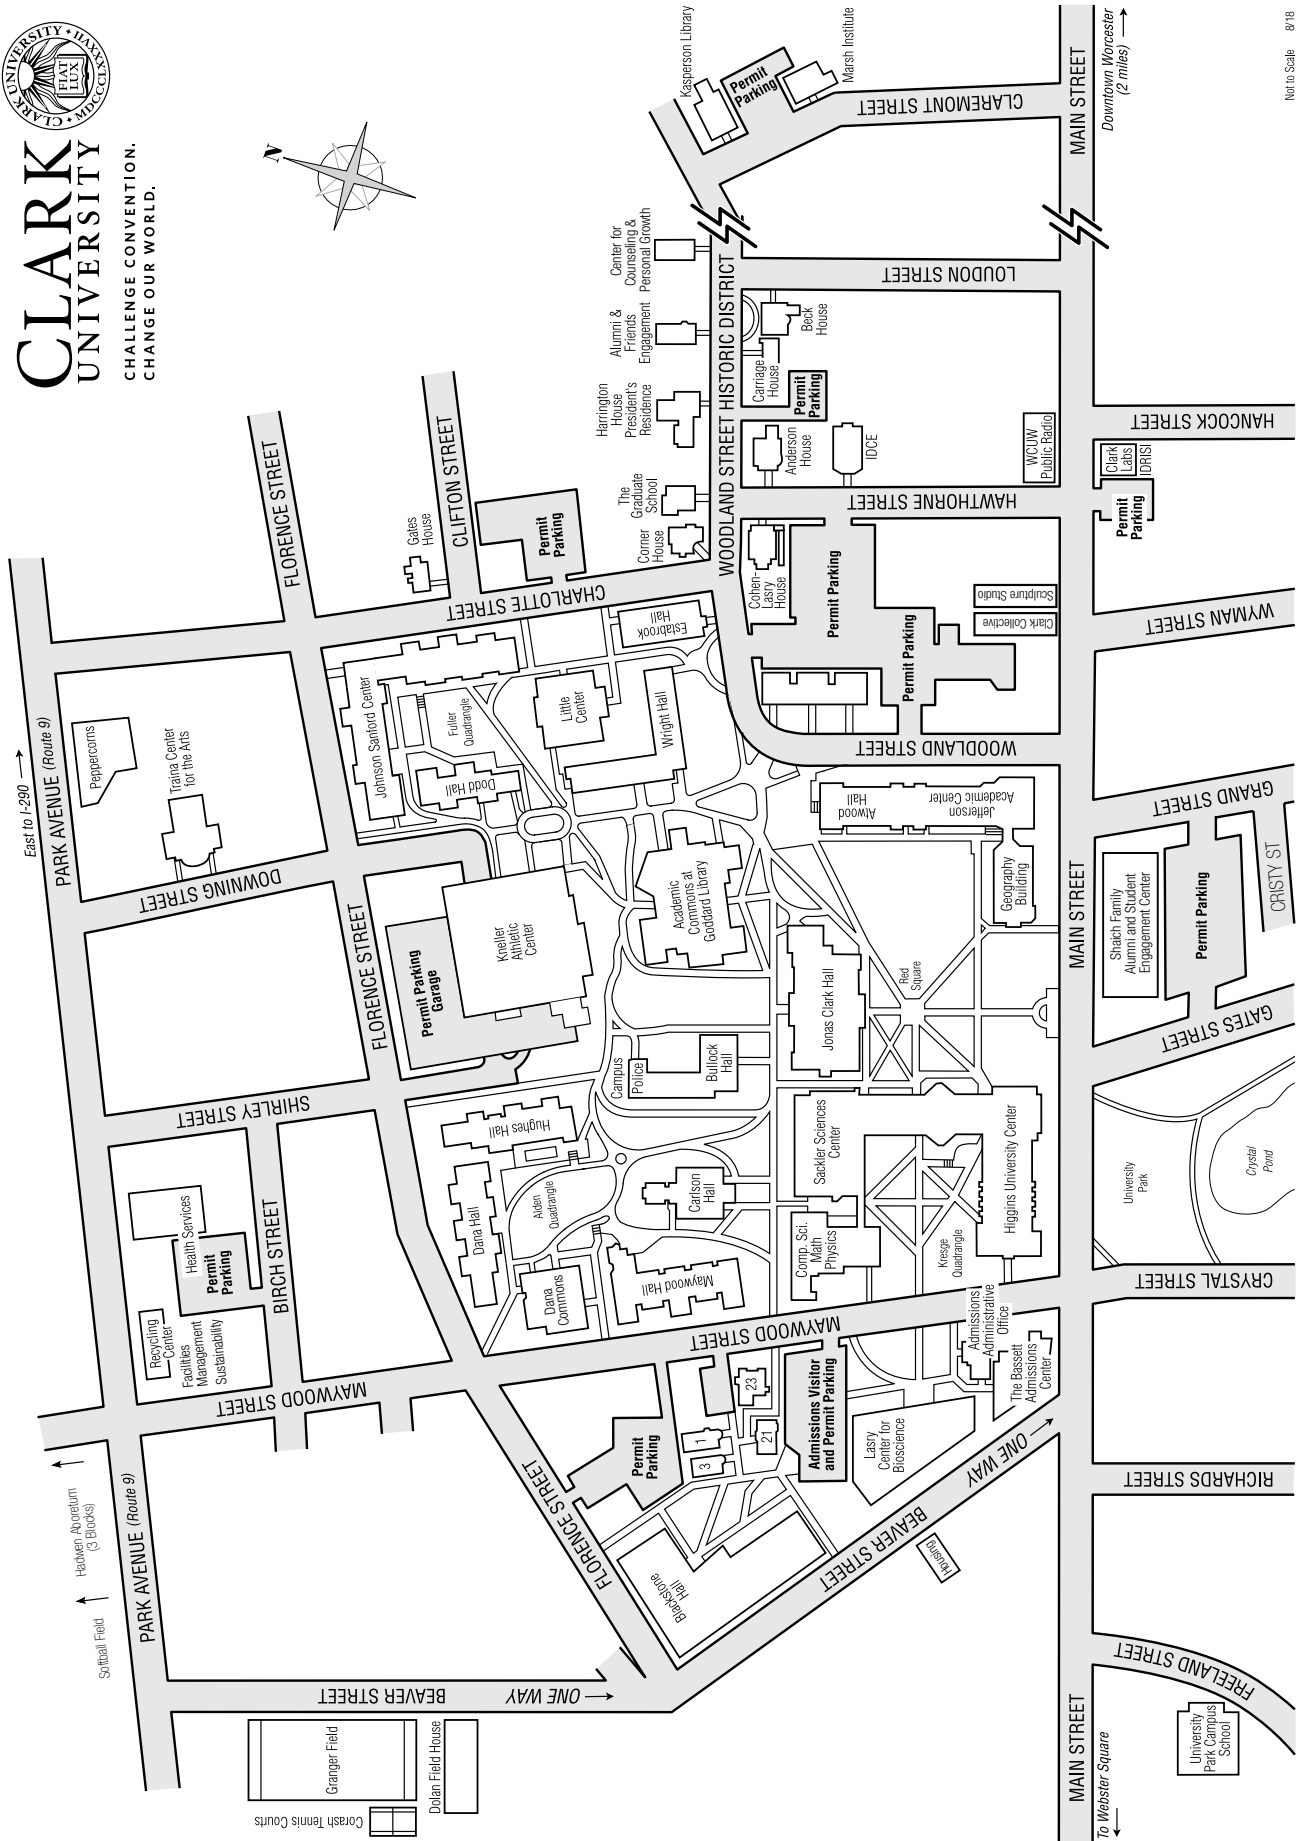 CLARK UNIVERSITY • MDCCCLXXXVII •
FIAT
LUX
CLARK
UNIVERSITY
CHALLENGE CONVENTION.
CHANGE OUR WORLD.
N
Not to Scale 8/18
Kasperson Library
Permit
Parking
Marsh Institute
CLAREMONT STREET
MAIN STREET
Downtown Worcester
(2 miles)
Center for
Counseling &
Personal Growth
Alumni &
Friends
Engagement
Harrington
House
President's
Residence
The
Graduate
School
Corner
House
WOODLAND STREET HISTORIC DISTRICT
LOUDON STREET
Beck
House
Carriage
House
Permit
Parking
Anderson
House
IDCE
WCUW
Public Radio
HANCOCK STREET
Clark
Labs
IDRISI
Permit
Parking
HAWTHORNE STREET
Cohen-
Lasry
House
Permit Parking
Permit Parking
Sculpture Studio
Clark Collective
WYMAN STREET
FLORENCE STREET
CLIFTON STREET
Gates
House
Permit
Parking
CHARLOTTE STREET
Estabrook
Hall
East to I-290
PARK AVENUE (Route 9)
Peppercorns
Traina Center
for the Arts
DOWNING STREET
Johnson Sanford Center
Fuller
Quadrangle
Dodd Hall
Little
Center
Wright Hall
WOODLAND STREET
Atwood
Hall
Jefferson
Academic Center
Geography
Building
GRAND STREET
CRISTY ST
MAIN STREET
Shaich Family
Alumni and Student
Engagement Center
Permit Parking
GATES STREET
FLORENCE STREET
Permit Parking
Garage
Kneller
Athletic
Center
Academic
Commons at
Goddard Library
Jonas Clark Hall
Red
Square
Campus
Police
Bullock
Hall
SHIRLEY STREET
Hughes Hall
Sackler Sciences
Center
Higgins University Center
University
Park
Crystal
Pond
Health Services
Permit
Parking
BIRCH STREET
Dana Hall
Alden
Quadrangle
Carlson
Hall
Comp. Sci.
Math
Physics
Kresge
Quadrangle
CRYSTAL STREET
Recycling
Center
Facilities
Management
Sustainability
Dana
Commons
Maywood Hall
MAYWOOD STREET
MAYWOOD STREET
Admissions
Administrative
Office
The Bassett
Admissions
Center
23
21
1
3
Admissions Visitor
and Permit Parking
Lasry
Center for
Bioscience
Permit
Parking
ONE WAY
RICHARDS STREET
Hadwen Aboretum
(3 Blocks)
Softball Field
PARK AVENUE (Route 9)
FLORENCE STREET
Blackstone
Hall
BEAVER STREET
Housing
BEAVER STREET
ONE WAY
Granger Field
Corash Tennis Courts
Dolan Field House
MAIN STREET
To Webster Square
FREELAND STREET
University
Park Campus
School